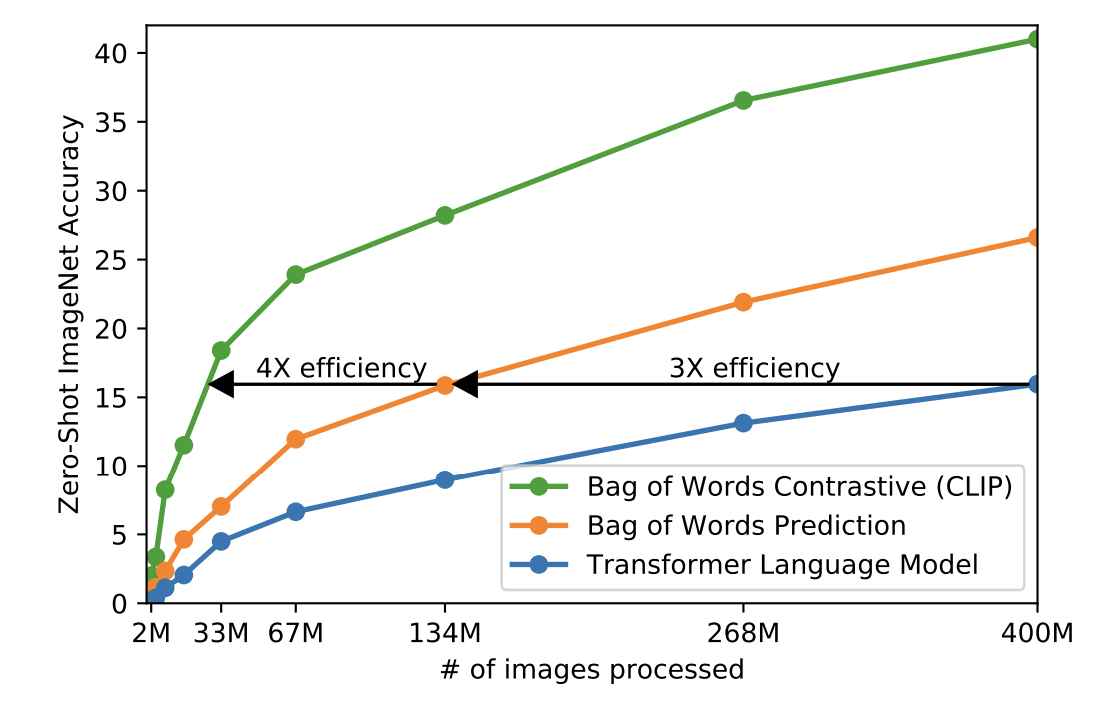 40
35
30
25
20
15
10
5
0
Zero-Shot ImageNet Accuracy
4X efficiency
3X efficiency
Bag of Words Contrastive (CLIP)
Bag of Words Prediction
Transformer Language Model
2M 33M 67M 134M 268M 400M
# of images processed